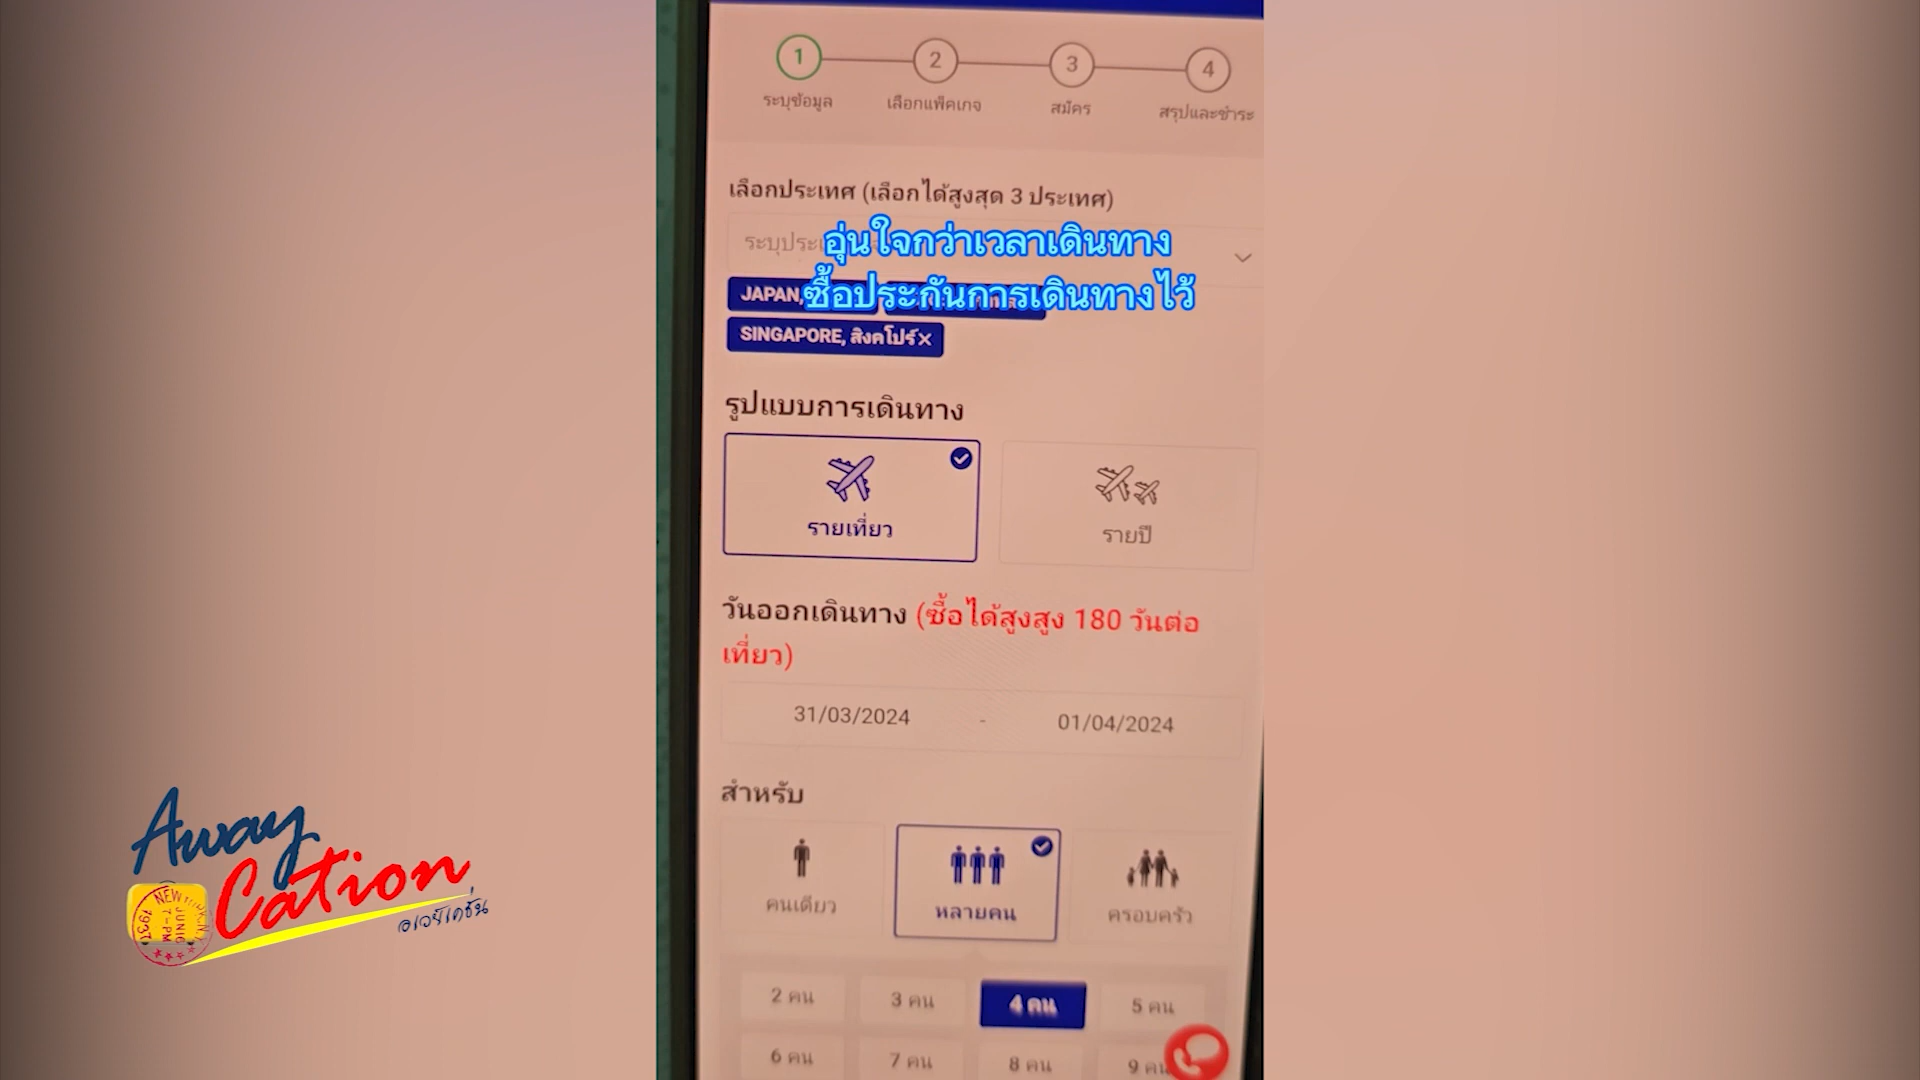 1
2
3
4
ระบุข้อมูล
เลือกแพ็คเกจ
สมัคร
สรุปและชำระ
เลือกประเทศ (เลือกได้สูงสุด 3 ประเทศ)
อุ่นใจกว่าเวลาเดินทาง
ซื้อประกันการเดินทางไว้
JAPAN,
SINGAPORE, สิงคโปร์×
รูปแบบการเดินทาง
รายเที่ยว
รายปี
วันออกเดินทาง (ซื้อได้สูงสูง 180 วันต่อ
เที่ยว)
31/03/2024 - 01/04/2024
สำหรับ
คนเดียว
หลายคน
ครอบครัว
2 คน
3 คน
4 คน
5 คน
6 คน
7 คน
8 คน
9 คน
Away
Cation
อเวย์เคชั่น